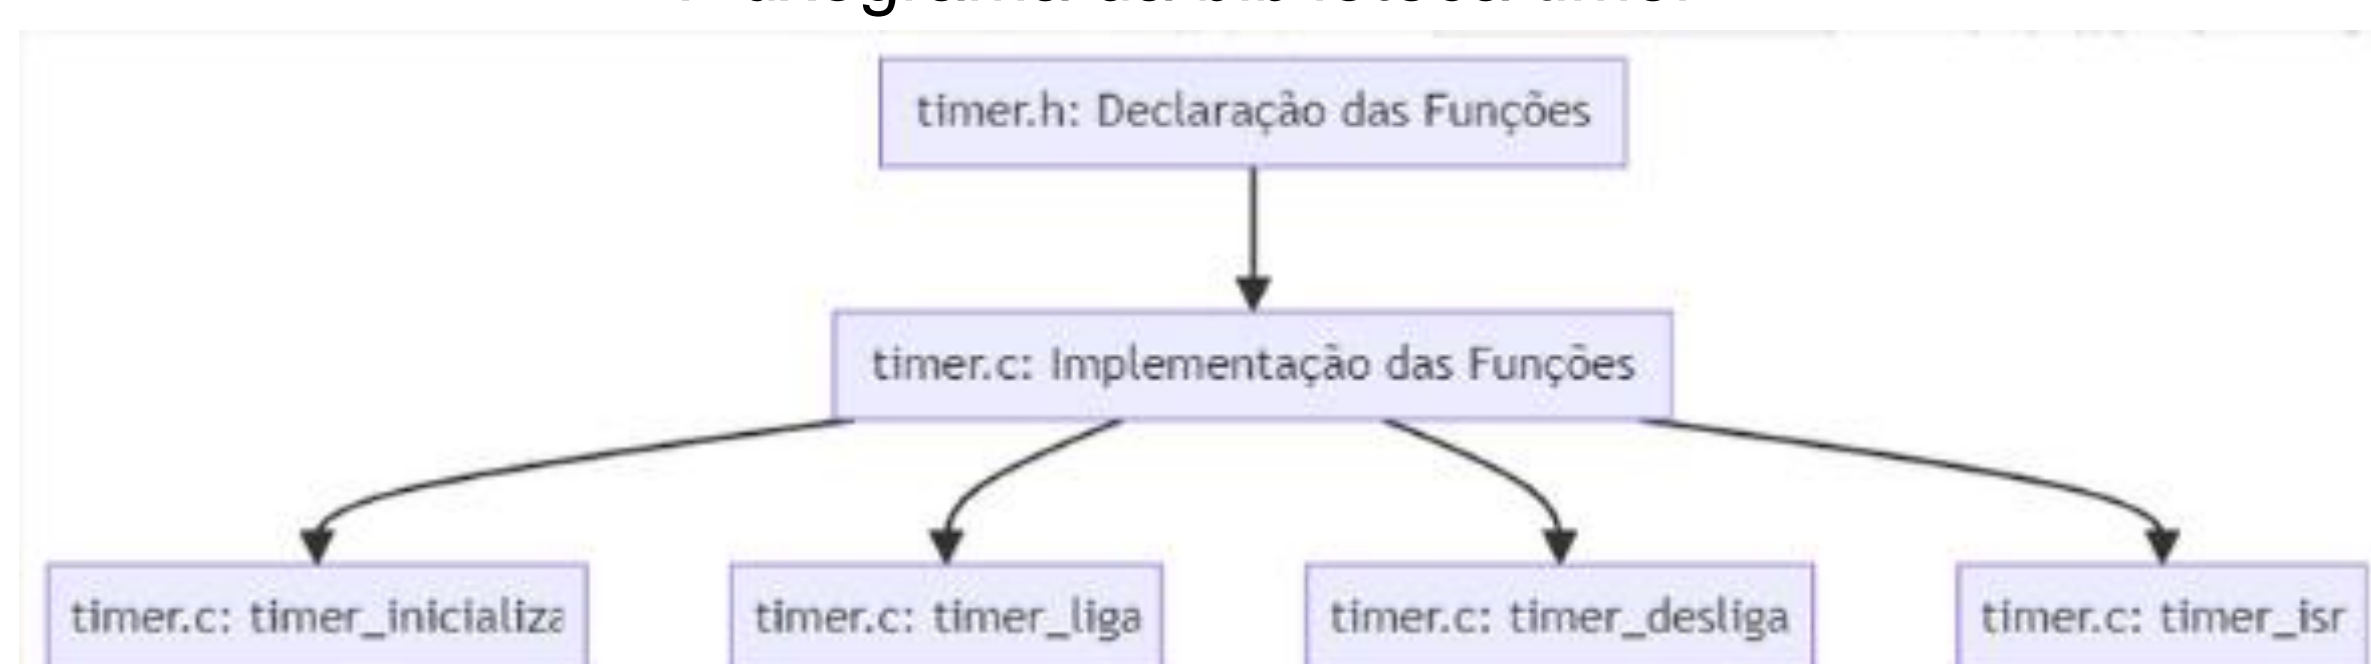 timer.h: Declaração das Funções
timer.c: Implementação das Funções
timer.c: timer_inicializa
timer.c: timer_liga
timer.c: timer_desliga
timer.c: timer_isr